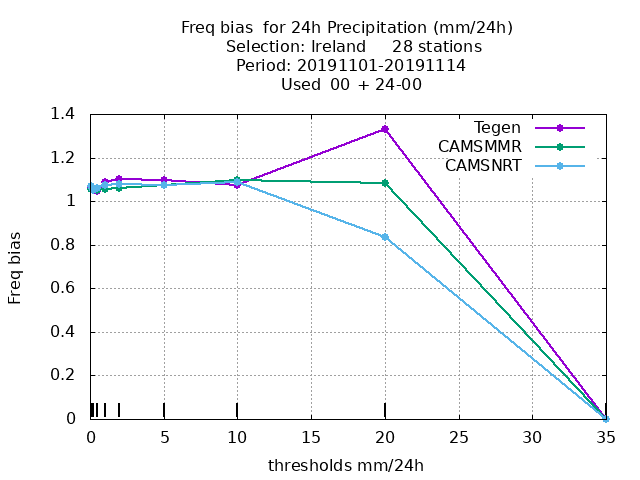 Freq bias  for 24h Precipitation (mm/24h)
Selection: Ireland     28 stations
Period: 20191101-20191114
Used  00 + 24-00
Tegen
CAMSMMR
CAMSNRT
1.4
1.2
1
0.8
0.6
0.4
0.2
0
Freq bias
0 5 10 15 20 25 30 35
thresholds mm/24h